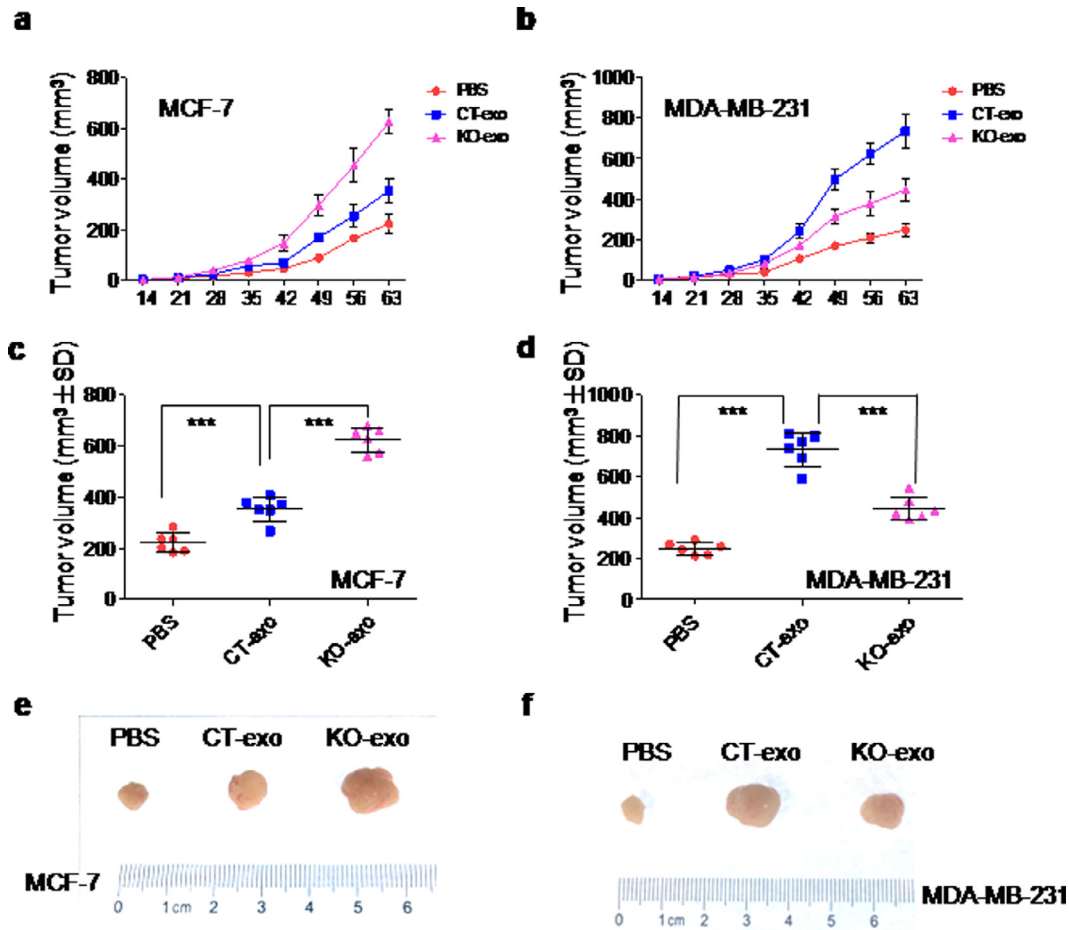 a
b
Tumor volume (mm³)
800
600
400
200
0
MCF-7
PBS
CT-exo
KO-exo
14 21 28 35 42 49 56 63
Tumor volume (mm³)
1000
800
600
400
200
0
MDA-MB-231
PBS
CT-exo
KO-exo
14 21 28 35 42 49 56 63
c
d
Tumor volume (mm³ ±SD)
800
600
400
200
0
*** ***
MCF-7
PBS CT-exo KO-exo
Tumor volume (mm³ ±SD)
1000
800
600
400
200
0
*** ***
MDA-MB-231
PBS CT-exo KO-exo
e
PBS CT-exo KO-exo
MCF-7
0 1cm 2 3 4 5 6
f
PBS CT-exo KO-exo
0 1cm 2 3 4 5 6
MDA-MB-231